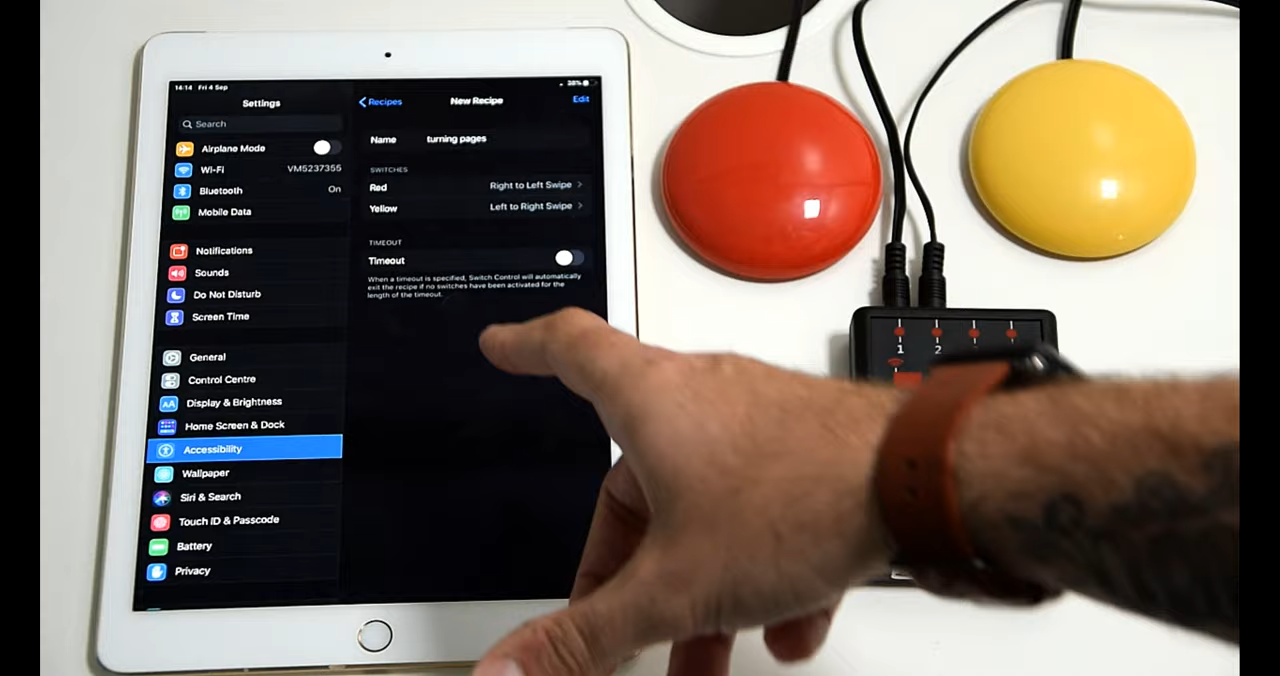 14:14 Fri 4 Sep
38%
Settings
Search
Airplane Mode
Wi-Fi VM5237355
Bluetooth On
Mobile Data
Notifications
Sounds
Do Not Disturb
Screen Time
General
Control Centre
AA Display & Brightness
Home Screen & Dock
Accessibility
Wallpaper
Siri & Search
Touch ID & Passcode
Battery
Privacy
Recipes New Recipe Edit
Name turning pages
SWITCHES
Red Right to Left Swipe
Yellow Left to Right Swipe
TIMEOUT
Timeout
When a timeout is specified, Switch Control will automatically
exit the recipe if no switches have been activated for the
length of the timeout.
1 2